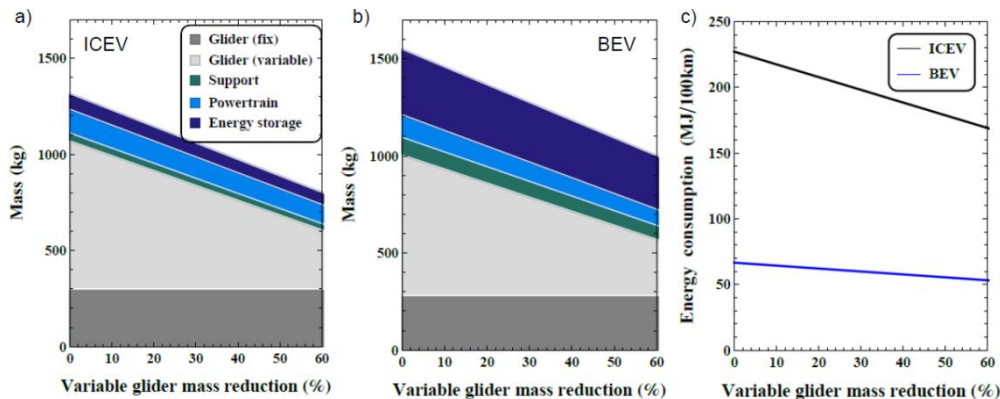 a)
ICEV
Glider (fix)
Glider (variable)
Support
Powertrain
Energy storage
Mass (kg)
1500
1000
500
0
0 10 20 30 40 50 60
Variable glider mass reduction (%)
b)
BEV
Mass (kg)
1500
1000
500
0
0 10 20 30 40 50 60
Variable glider mass reduction (%)
c)
ICEV
BEV
Energy consumption (MJ/100km)
250
200
150
100
50
0
0 10 20 30 40 50 60
Variable glider mass reduction (%)